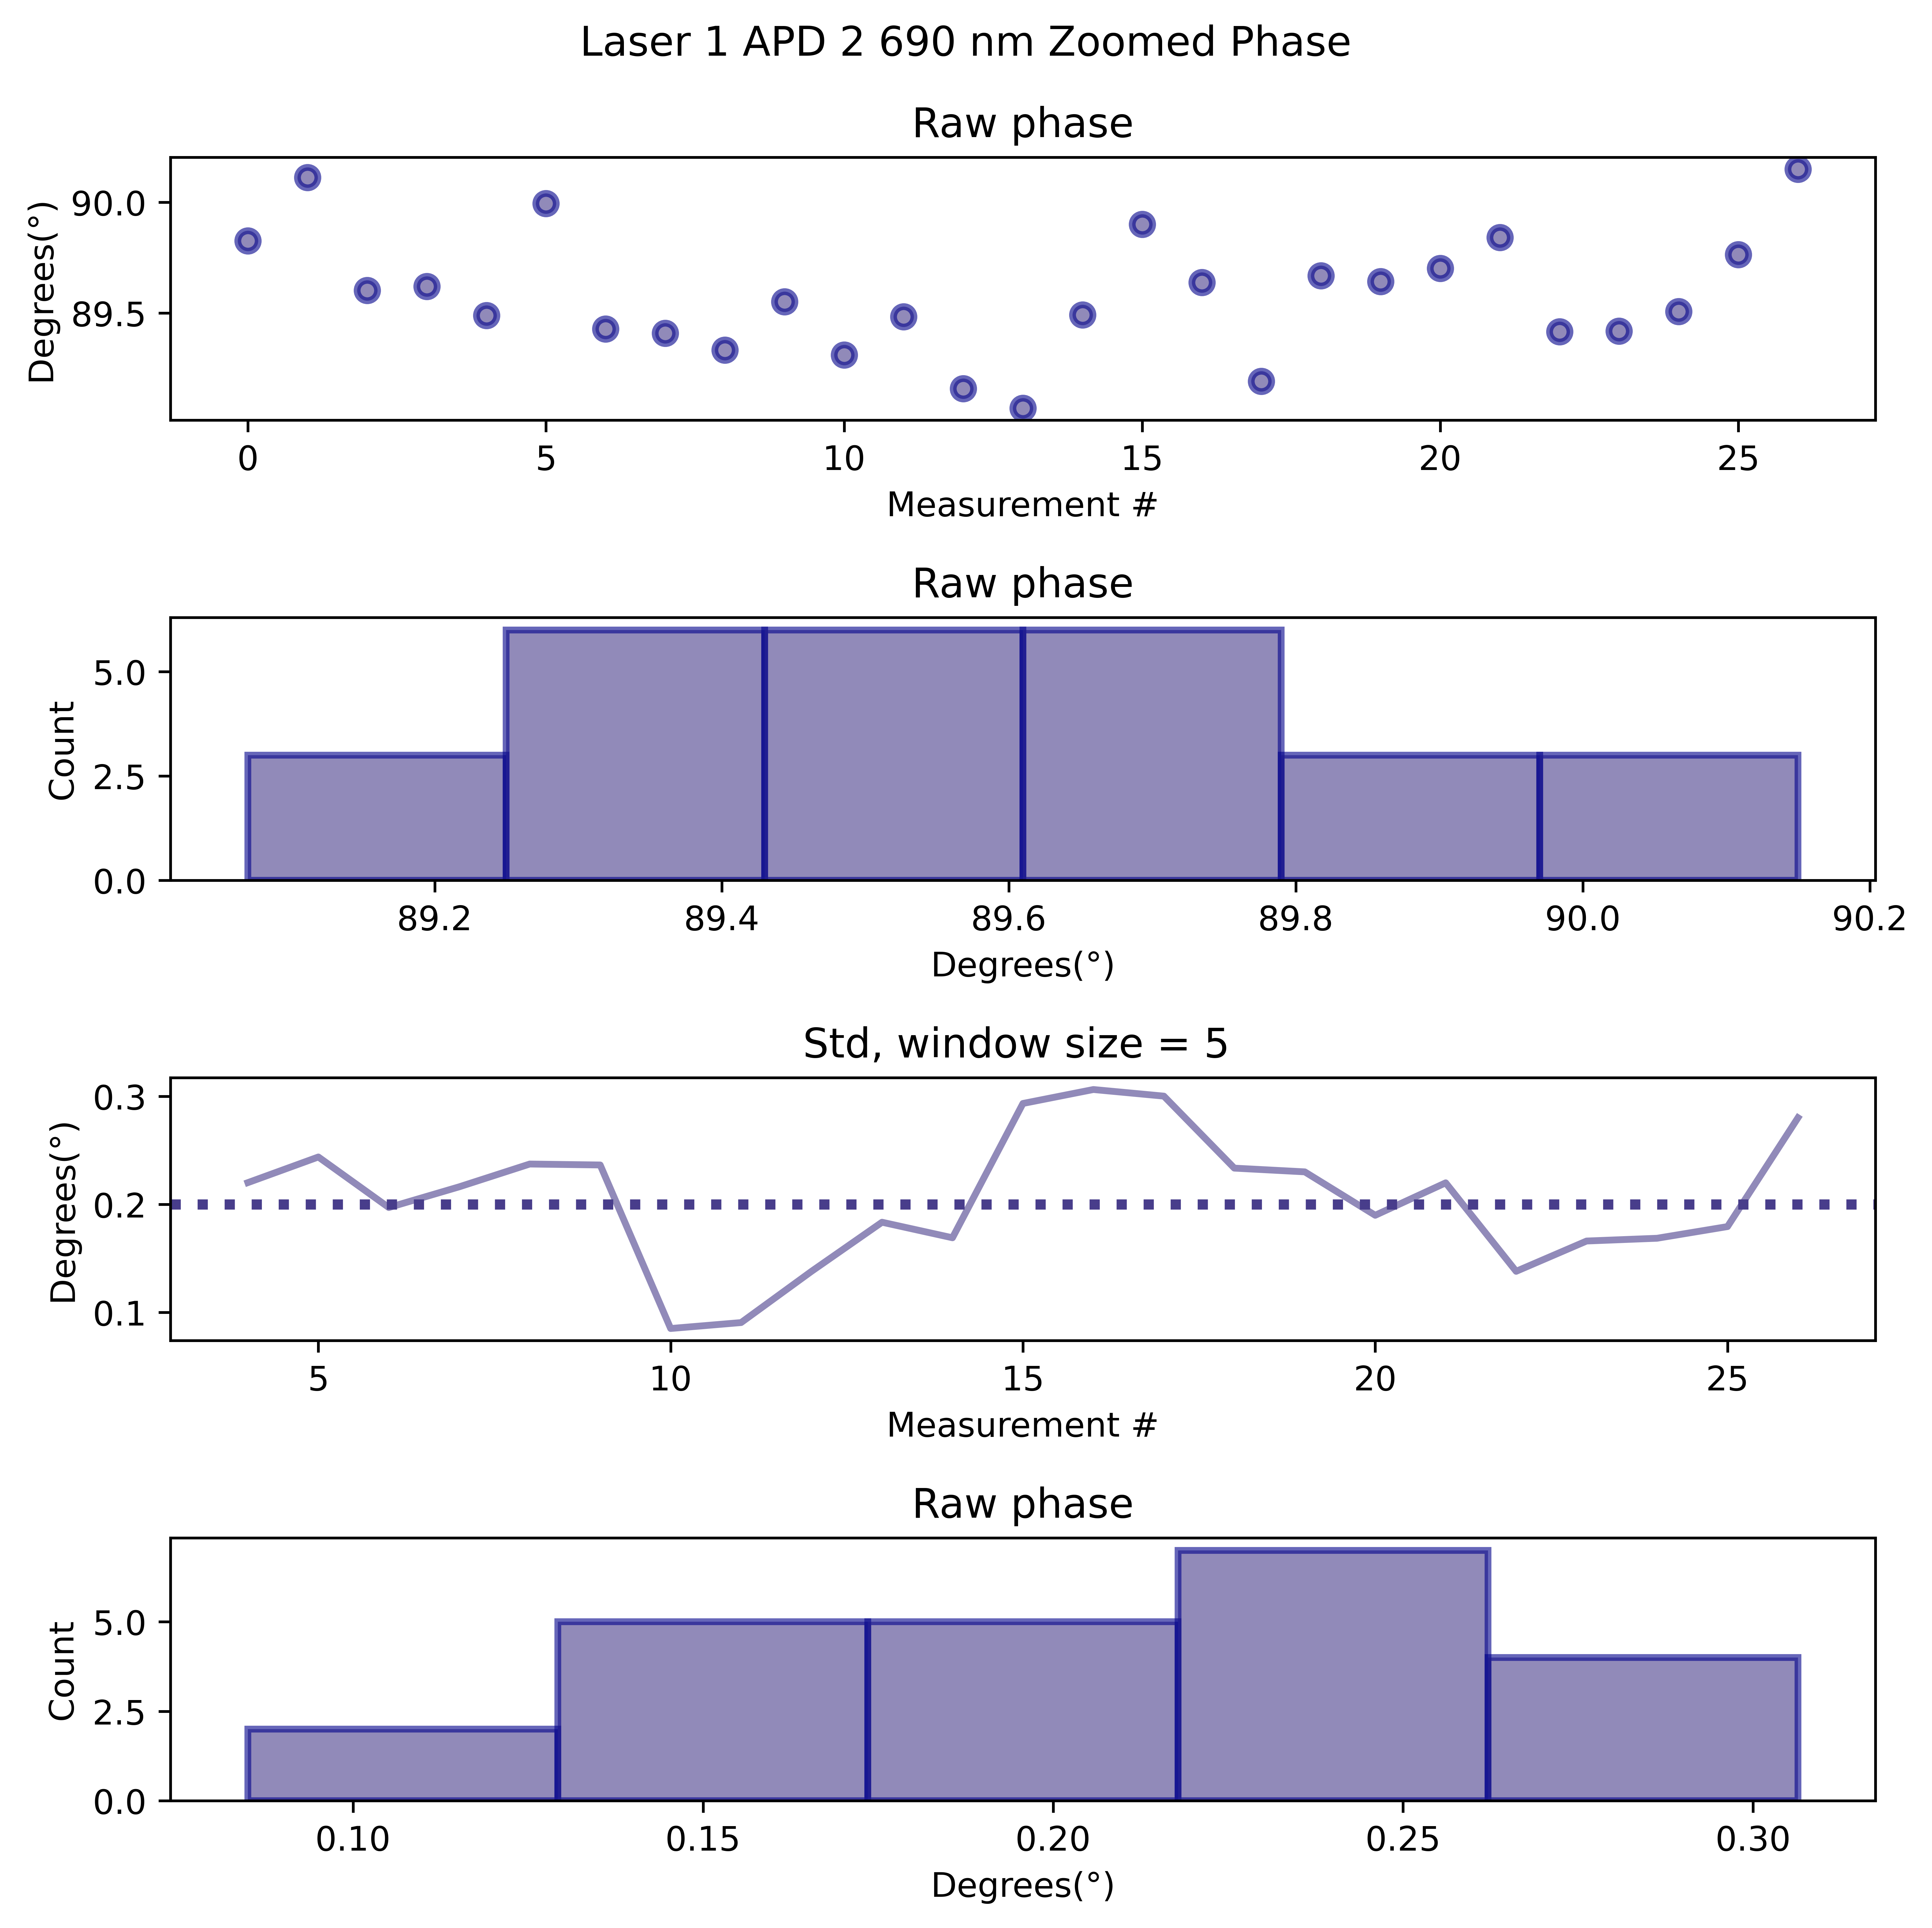 Laser 1 APD 2 690 nm Zoomed Phase
Raw phase
Degrees(°)
90.0
89.5
0 5 10 15 20 25
Measurement #
Raw phase
Count
5.0
2.5
0.0
89.2 89.4 89.6 89.8 90.0 90.2
Degrees(°)
Std, window size = 5
Degrees(°)
0.3
0.2
0.1
5 10 15 20 25
Measurement #
Raw phase
Count
5.0
2.5
0.0
0.10 0.15 0.20 0.25 0.30
Degrees(°)